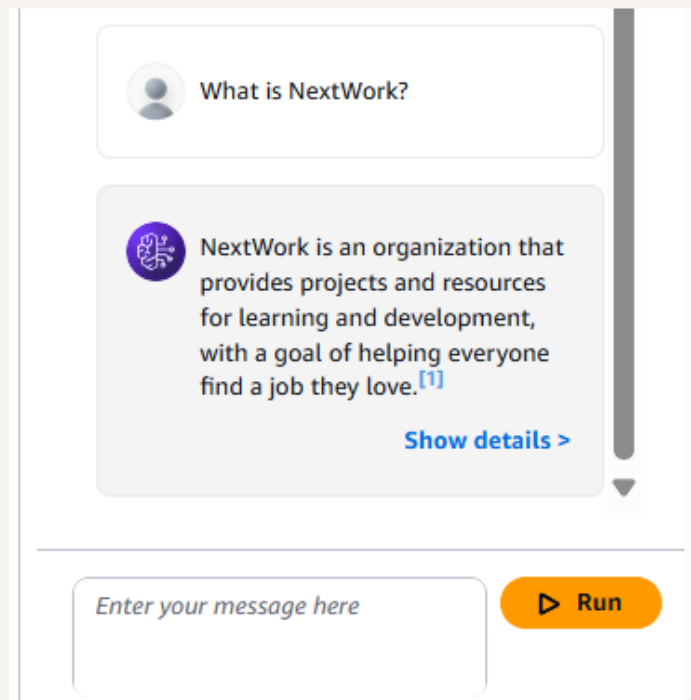 What is NextWork?
NextWork is an organization that
provides projects and resources
for learning and development,
with a goal of helping everyone
find a job they love.[1]
Show details >
Enter your message here
Run